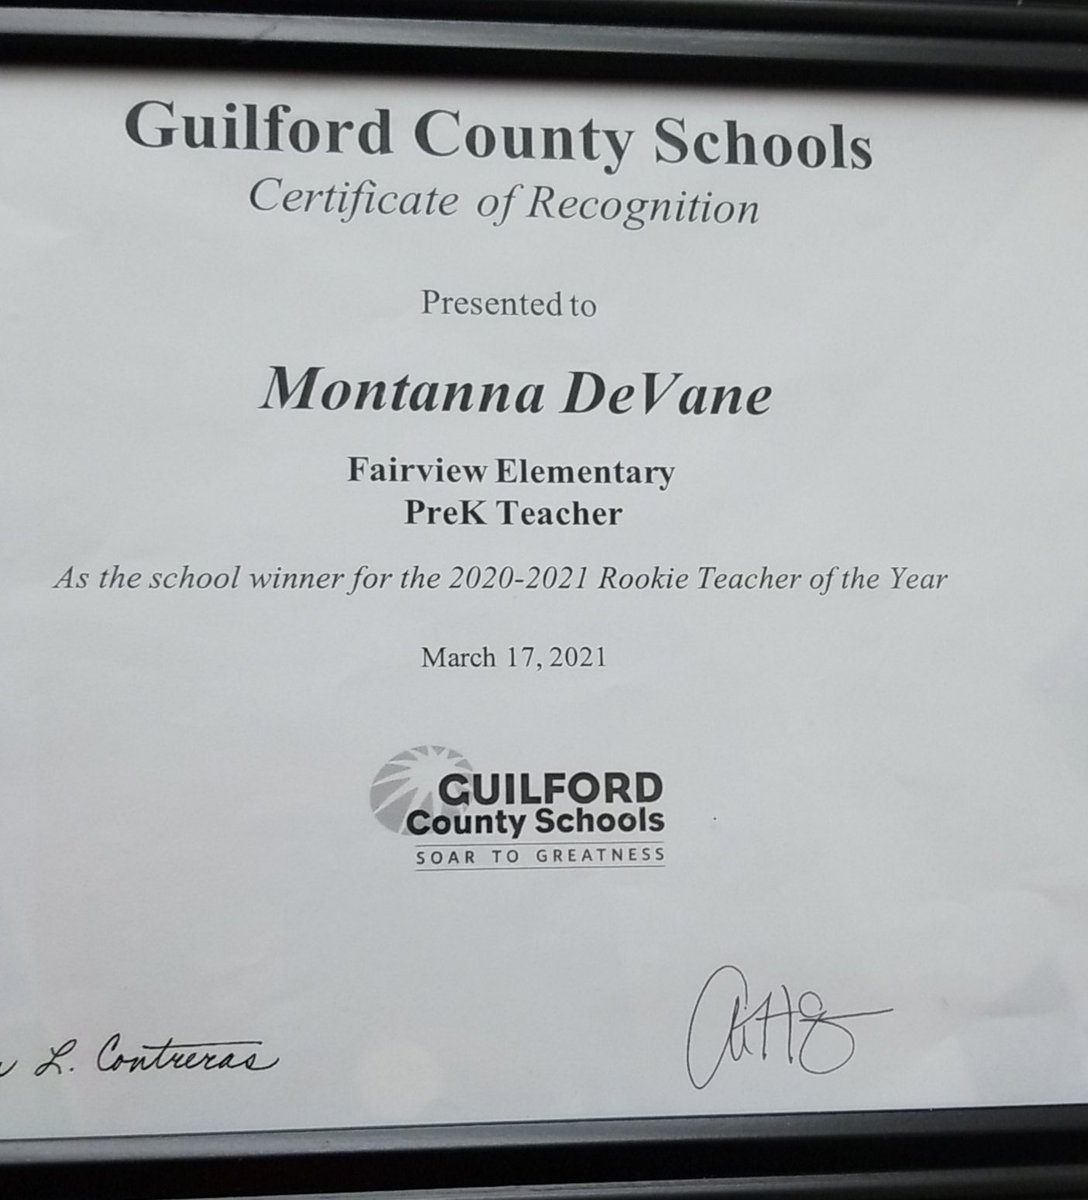 Guilford County Schools
Certificate of Recognition
Presented to
Montanna DeVane
Fairview Elementary
PreK Teacher
As the school winner for the 2020-2021 Rookie Teacher of the Year
March 17, 2021
GUILFORD
County Schools
SOAR TO GREATNESS
L. Contreras